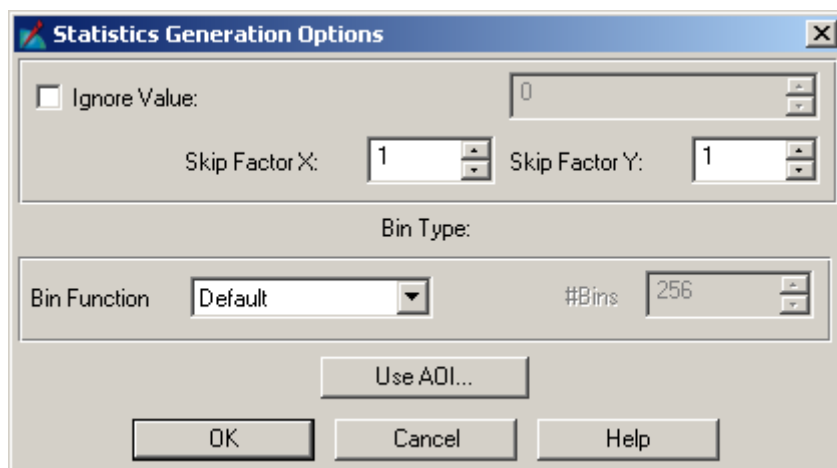 Statistics Generation Options
Ignore Value: 0
Skip Factor X: 1 Skip Factor Y: 1
Bin Type:
Bin Function Default #Bins 256
Use AOI...
OK Cancel Help